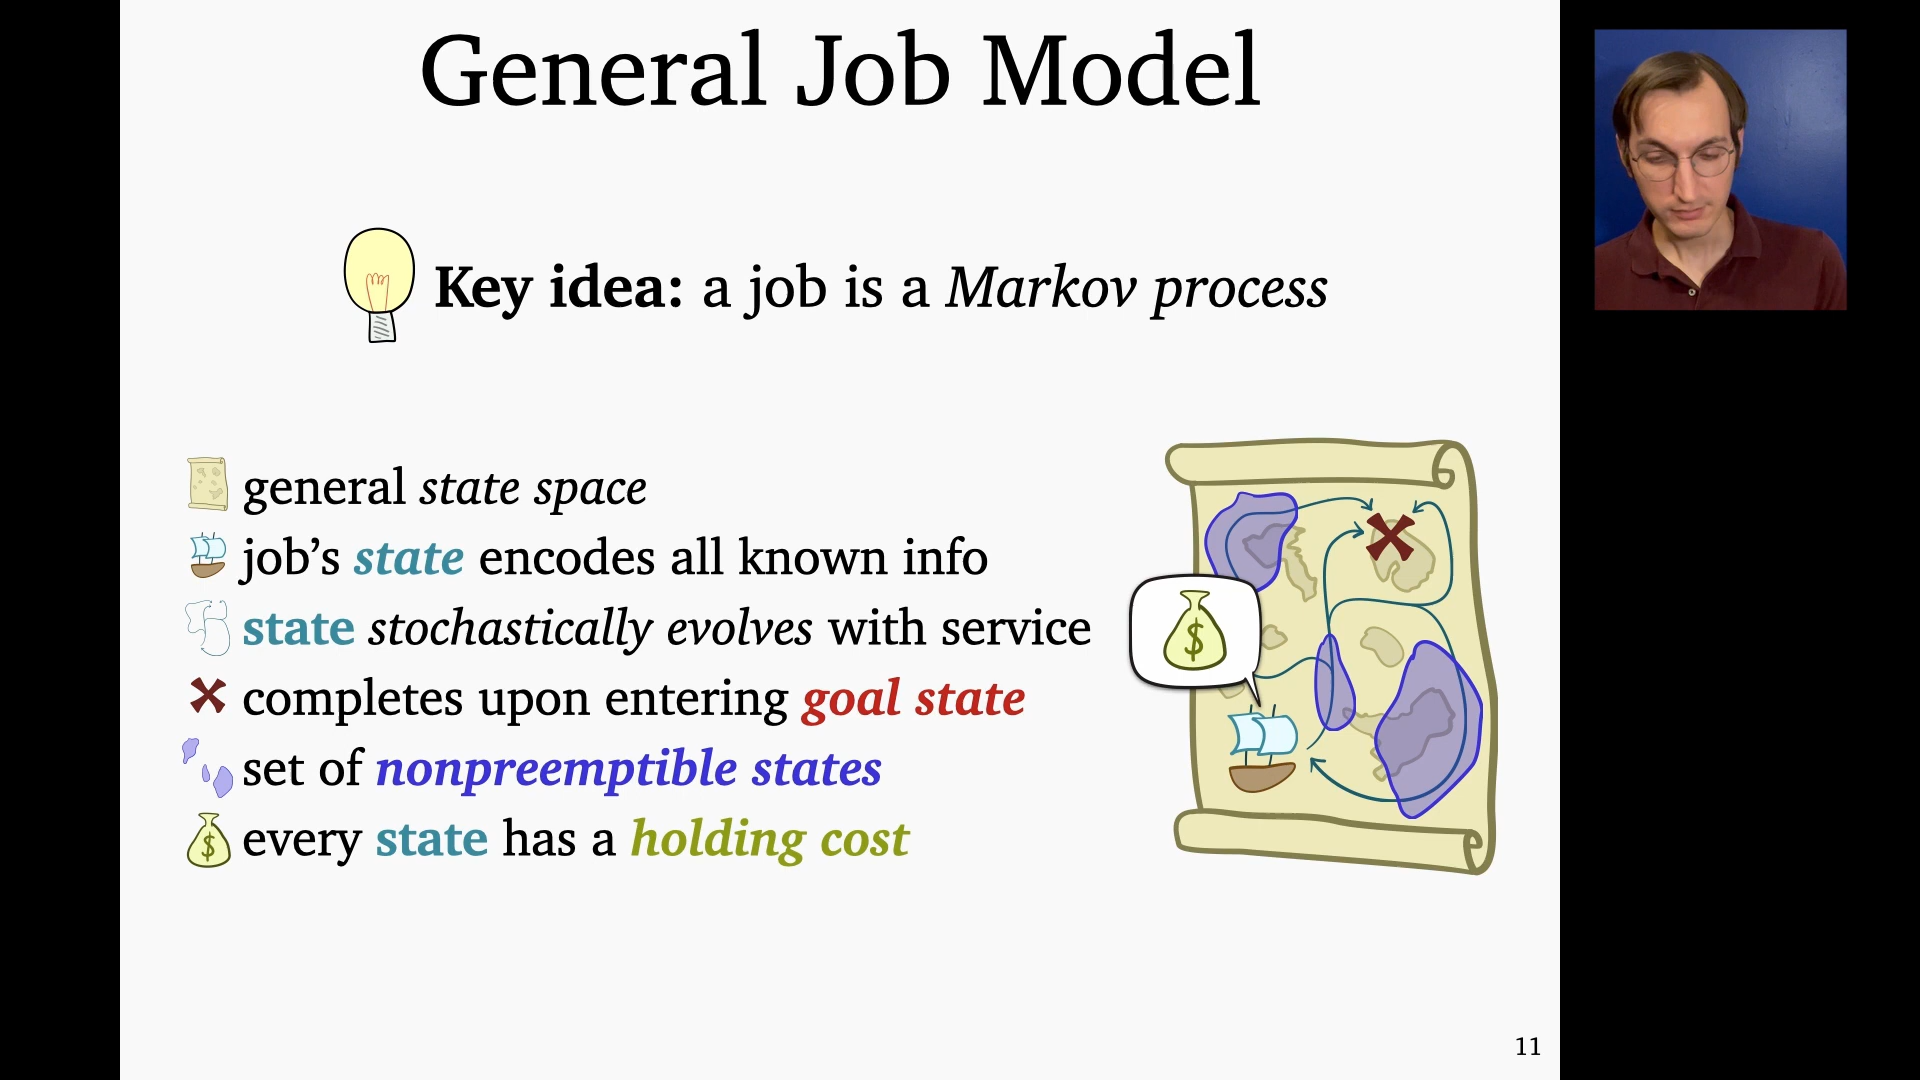 General Job Model
Key idea: a job is a Markov process
general state space
job’s state encodes all known info
state stochastically evolves with service
completes upon entering goal state
set of nonpreemptible states
every state has a holding cost
$
$
11